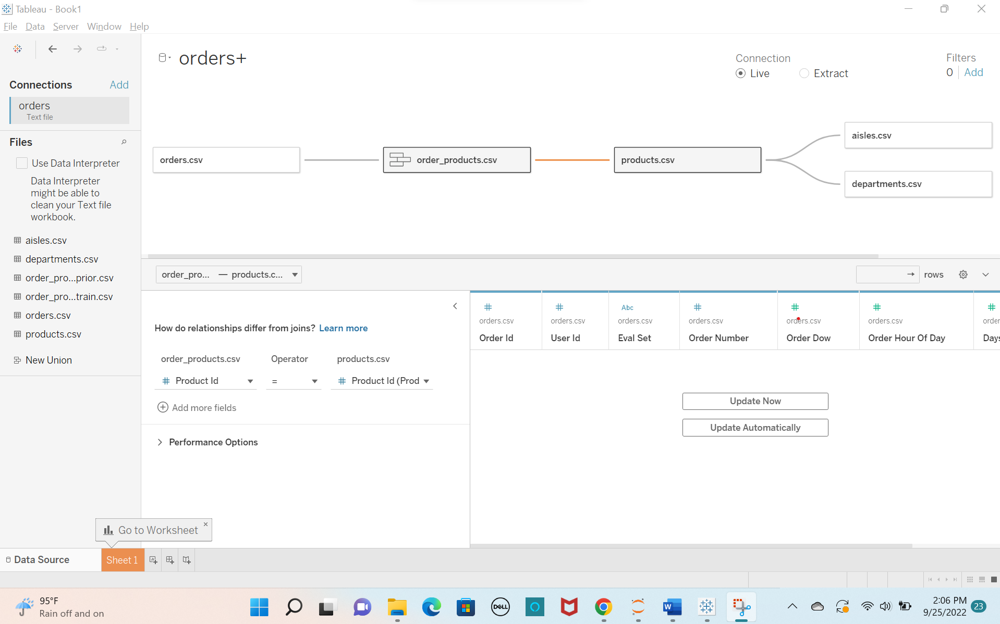 Tableau - Book1
File Data Server Window Help
orders+
Connection
Live
Extract
Filters
0 Add
Connections Add
orders
Text file
Files
Use Data Interpreter
Data Interpreter
might be able to
clean your Text file
workbook.
aisles.csv
departments.csv
order_pro...prior.csv
order_pro...train.csv
orders.csv
products.csv
New Union
orders.csv
order_products.csv
products.csv
aisles.csv
departments.csv
order_pro... — products.c...
rows
How do relationships differ from joins? Learn more
order_products.csv Operator products.csv
Product Id = Product Id (Prod
Add more fields
Performance Options
# # Abc # # # #
orders.csv orders.csv orders.csv orders.csv orders.csv orders.csv order
Order Id User Id Eval Set Order Number Order Dow Order Hour Of Day Days
Update Now
Update Automatically
Go to Worksheet ×
Data Source Sheet 1
95°F
Rain off and on
DELL
W
2:06 PM
9/25/2022
23